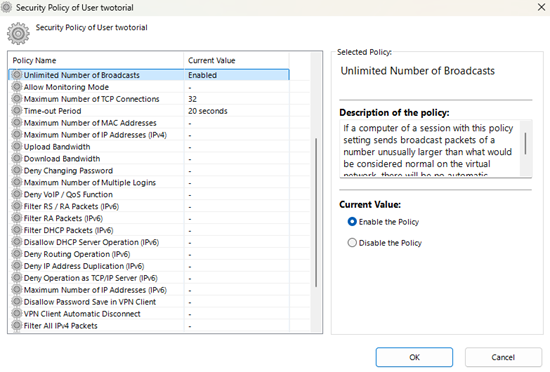 Security Policy of User twotorial
Security Policy of User twotorial
Policy Name Current Value
Unlimited Number of Broadcasts Enabled
Allow Monitoring Mode -
Maximum Number of TCP Connections 32
Time-out Period 20 seconds
Maximum Number of MAC Addresses -
Maximum Number of IP Addresses (IPv4) -
Upload Bandwidth -
Download Bandwidth -
Deny Changing Password -
Maximum Number of Multiple Logins -
Deny VoIP / QoS Function -
Filter RS / RA Packets (IPv6) -
Filter RA Packets (IPv6) -
Filter DHCP Packets (IPv6) -
Disallow DHCP Server Operation (IPv6) -
Deny Routing Operation (IPv6) -
Deny IP Address Duplication (IPv6) -
Deny Operation as TCP/IP Server (IPv6) -
Maximum Number of IP Addresses (IPv6) -
Disallow Password Save in VPN Client -
VPN Client Automatic Disconnect -
Filter All IPv4 Packets -
Selected Policy:
Unlimited Number of Broadcasts
Description of the policy:
If a computer of a session with this policy
setting sends broadcast packets of a
number unusually larger than what would
be considered normal on the virtual
network, there will be no automatic
Current Value:
Enable the Policy
Disable the Policy
OK Cancel